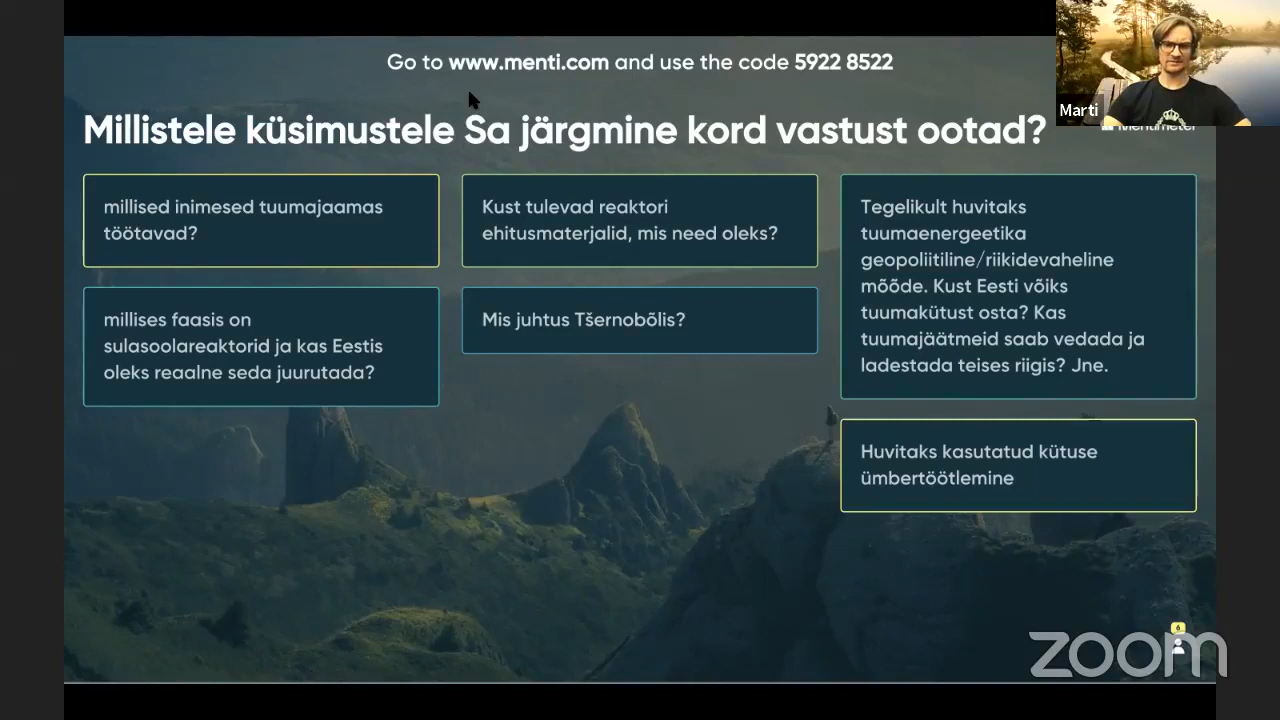 Go to www.menti.com and use the code 5922 8522
Marti
Mentimeter
Millistele küsimustele Sa järgmine kord vastust ootad?
millised inimesed tuumajaamas
töötavad?
millises faasis on
sulasoolareaktorid ja kas Eestis
oleks reaalne seda juurutada?
Kust tulevad reaktori
ehitusmaterjalid, mis need oleks?
Mis juhtus Tšernobõlis?
Tegelikult huvitaks
tuumaenergeetika
geopoliitiline/riikidevaheline
mõõde. Kust Eesti võiks
tuumakütust osta? Kas
tuumajäätmeid saab vedada ja
ladestada teises riigis? Jne.
Huvitaks kasutatud kütuse
ümbertöötlemine
6
zoom